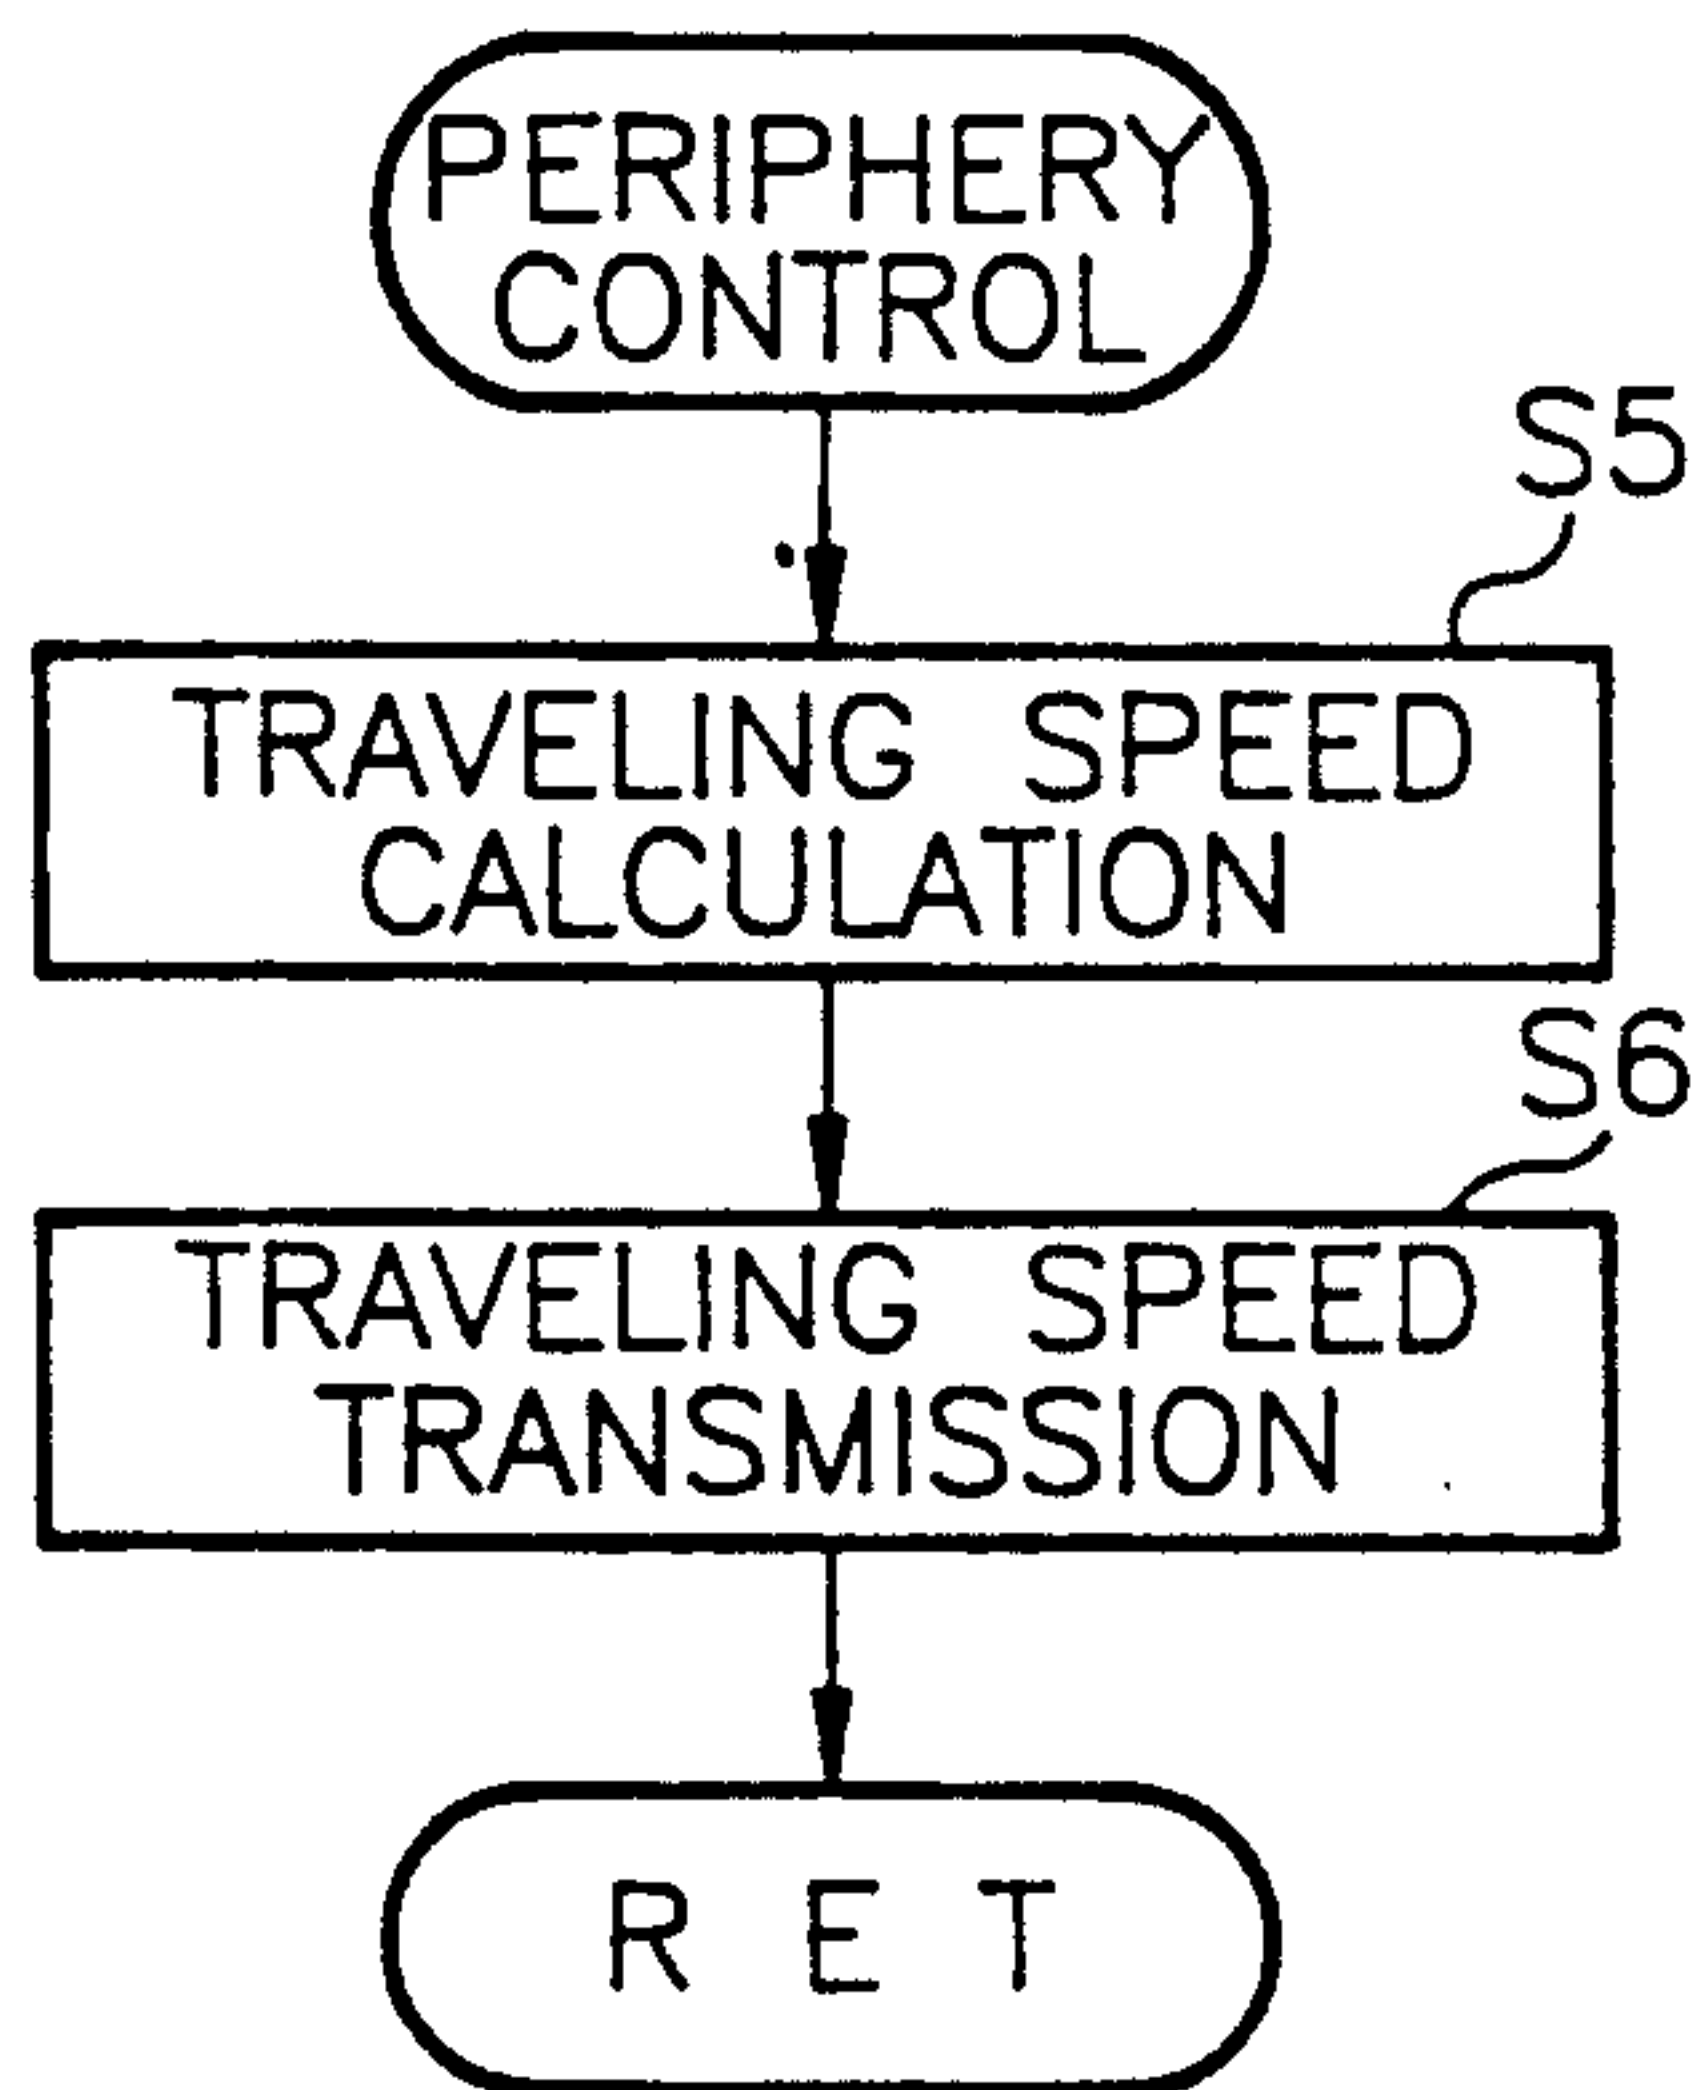 PERIPHERY
CONTROL
S5
TRAVELING SPEED
CALCULATION
S6
TRAVELING SPEED
TRANSMISSION
R E T